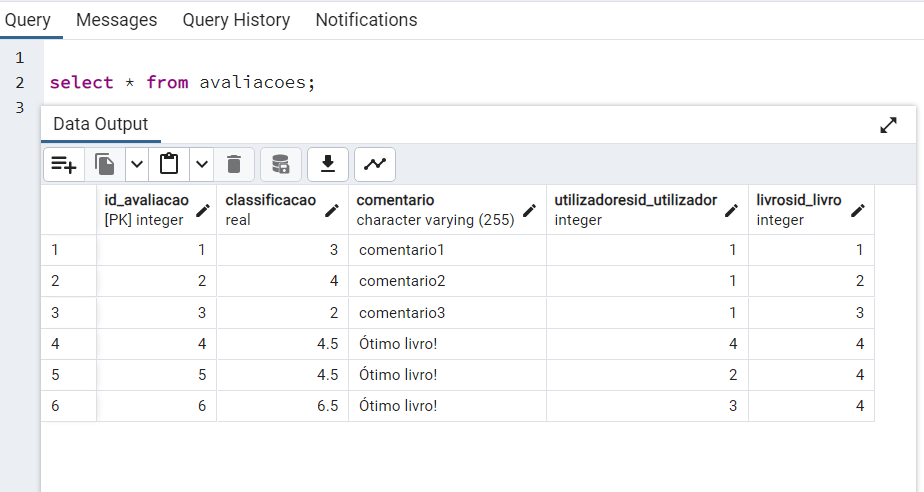 Query Messages Query History Notifications
1
2 select * from avaliacoes;
3
Data Output
id_avaliacao classificacao comentario utilizadoresid_utilizador livrosid_livro
[PK] integer real character varying (255) integer integer
1 1 3 comentario1 1 1
2 2 4 comentario2 1 2
3 3 2 comentario3 1 3
4 4 4.5 Ótimo livro! 4 4
5 5 4.5 Ótimo livro! 2 4
6 6 6.5 Ótimo livro! 3 4